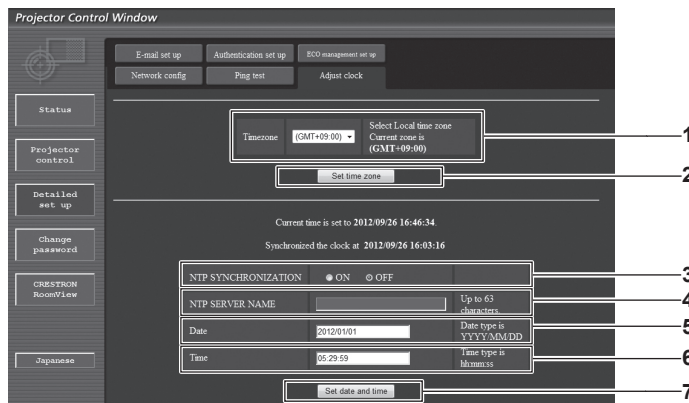 Projector Control Window
E-mail set up
Authentication set up
ECO management set up
Network config
Ping test
Adjust clock
Status
Projector control
Detailed set up
Change password
CRESTRON RoomView
Japanese
Timezone
(GMT+09:00)
Select Local time zone
Current zone is
(GMT+09:00)
1
Set time zone
2
Current time is set to 2012/09/26 16:46:34.
Synchronized the clock at 2012/09/26 16:03:16
NTP SYNCHRONIZATION ON OFF
3
NTP SERVER NAME
Up to 63
characters.
4
Date
2012/01/01
Date type is
YYYY/MM/DD
5
Time
05:29:59
Time type is
hh:mm:ss
6
Set date and time
7